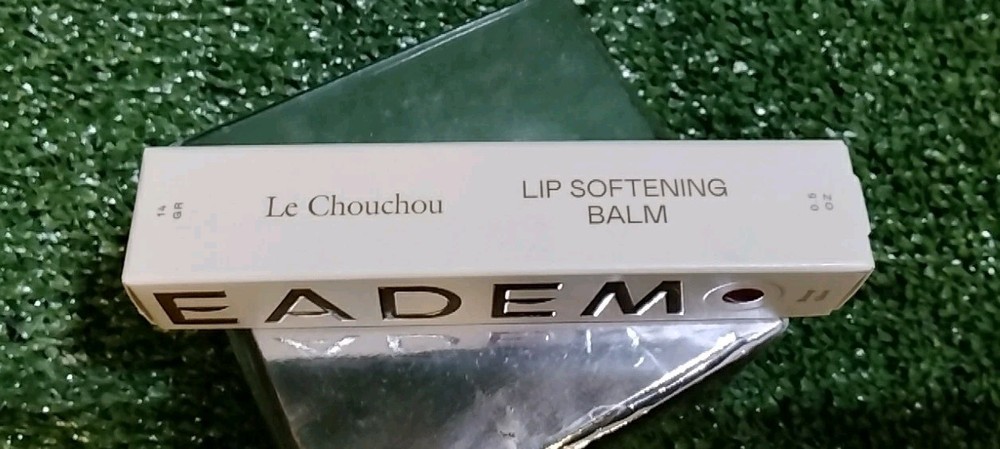 14
GR
Le Chouchou
LIP SOFTENING
BALM
0.5
OZ
EADEM